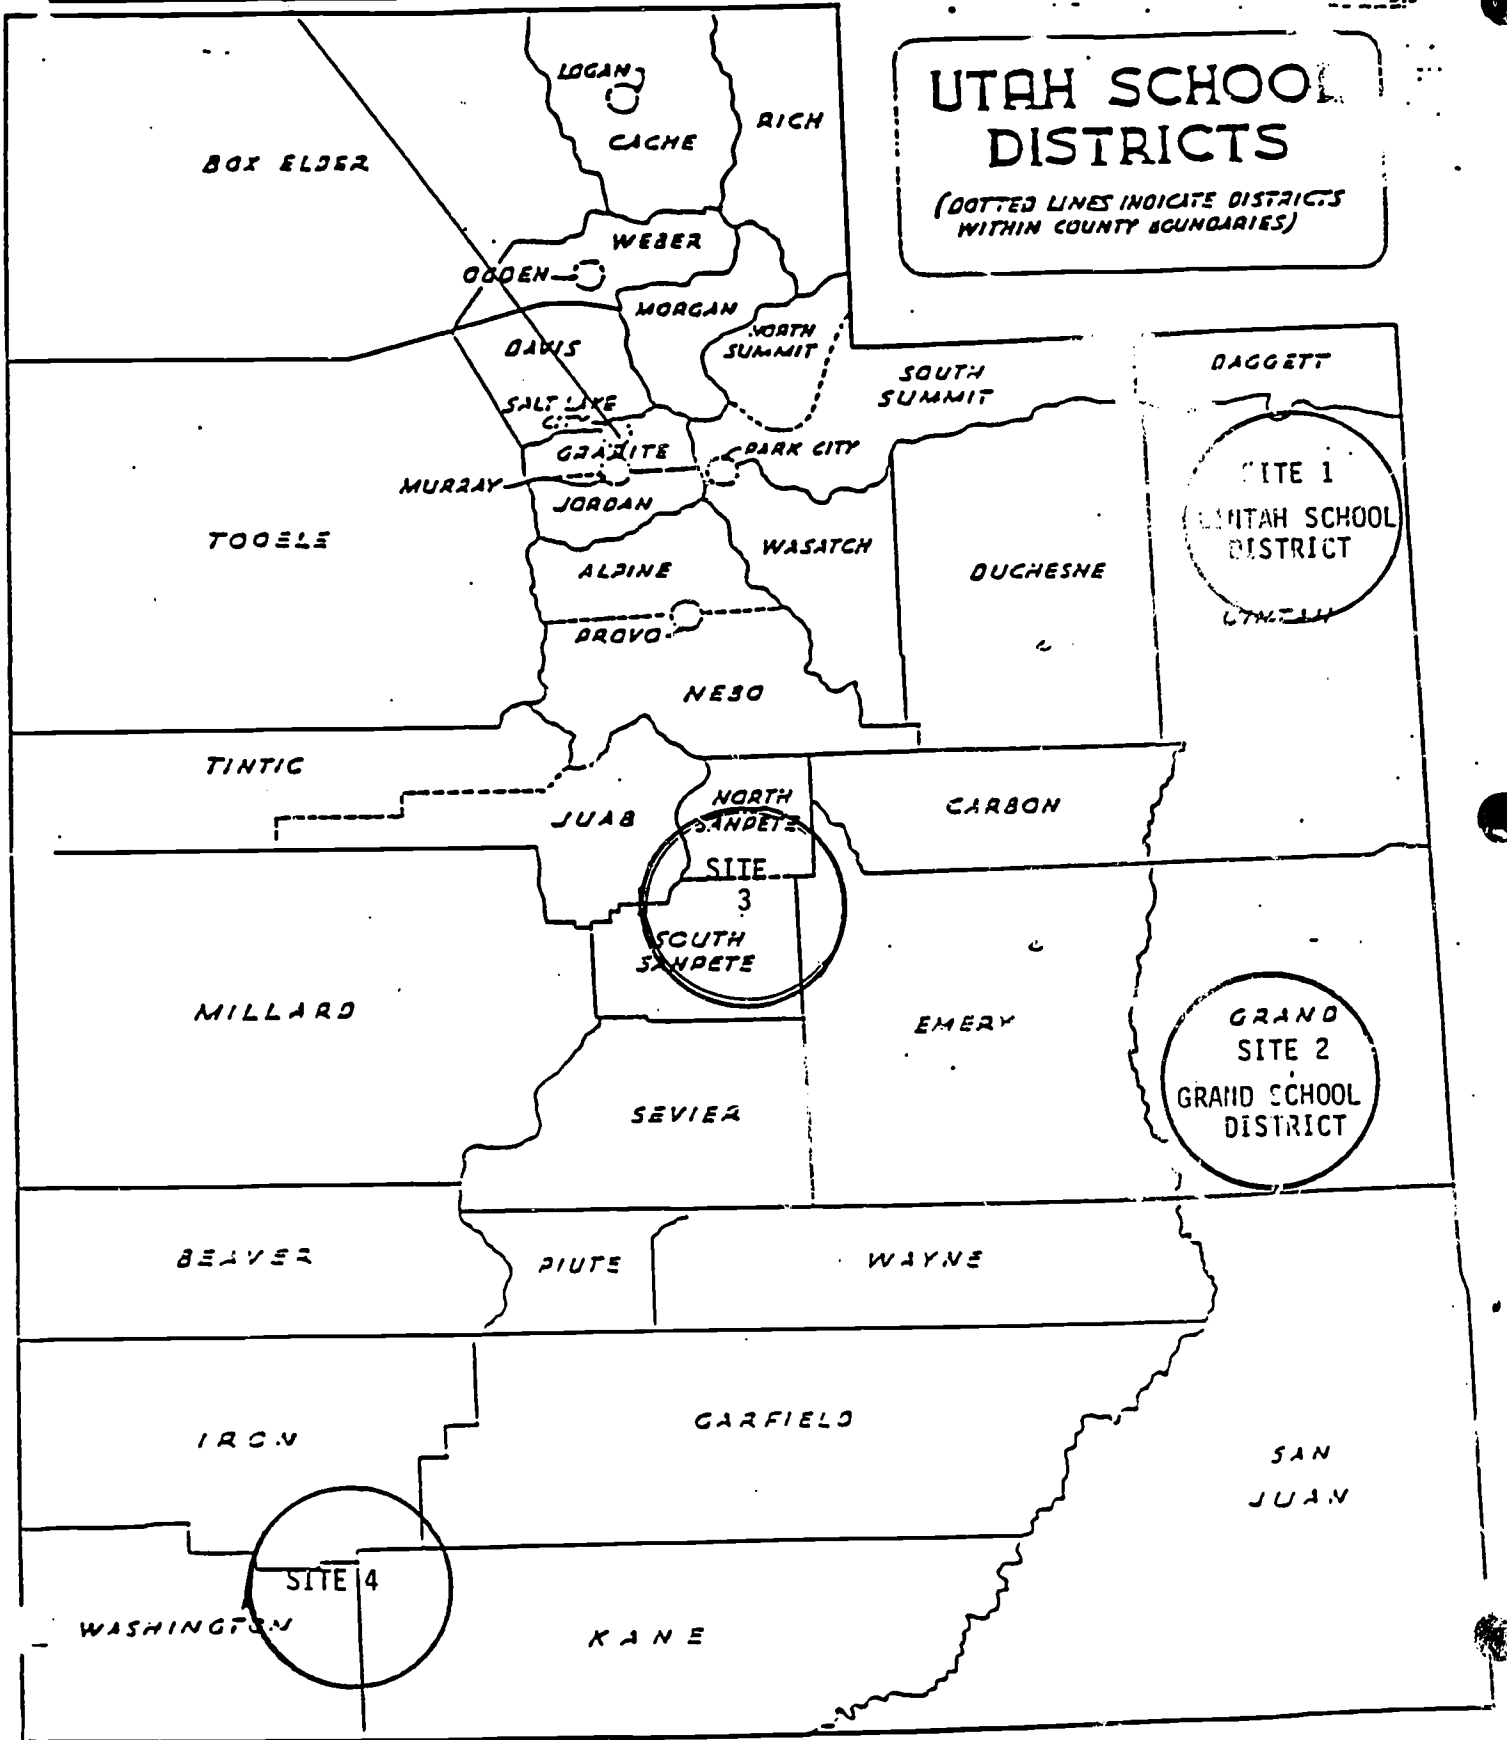 UTAH SCHOOL
DISTRICTS
(DOTTED LINES INDICATE DISTRICTS
WITHIN COUNTY BOUNDARIES)
LOGAN
CACHE
RICH
BOX ELDER
WEBER
OGDEN
MORGAN
NORTH
SUMMIT
DAVIS
SOUTH
SUMMIT
DAGGETT
SALT LAKE
CITY
GRANITE
PARK CITY
MURRAY
JORDAN
SITE 1
UINTAH SCHOOL
DISTRICT
TOOELE
WASATCH
ALPINE
DUCHESNE
UINTAH
PROVO
NEBO
TINTIC
NORTH
SANPETE
JUAB
CARBON
SITE
3
SOUTH
SANPETE
MILLARD
EMERY
GRAND
SITE 2
GRAND SCHOOL
DISTRICT
SEVIER
BEAVER
PIUTE
WAYNE
IRON
GARFIELD
SAN
JUAN
SITE 4
WASHINGTON
KANE